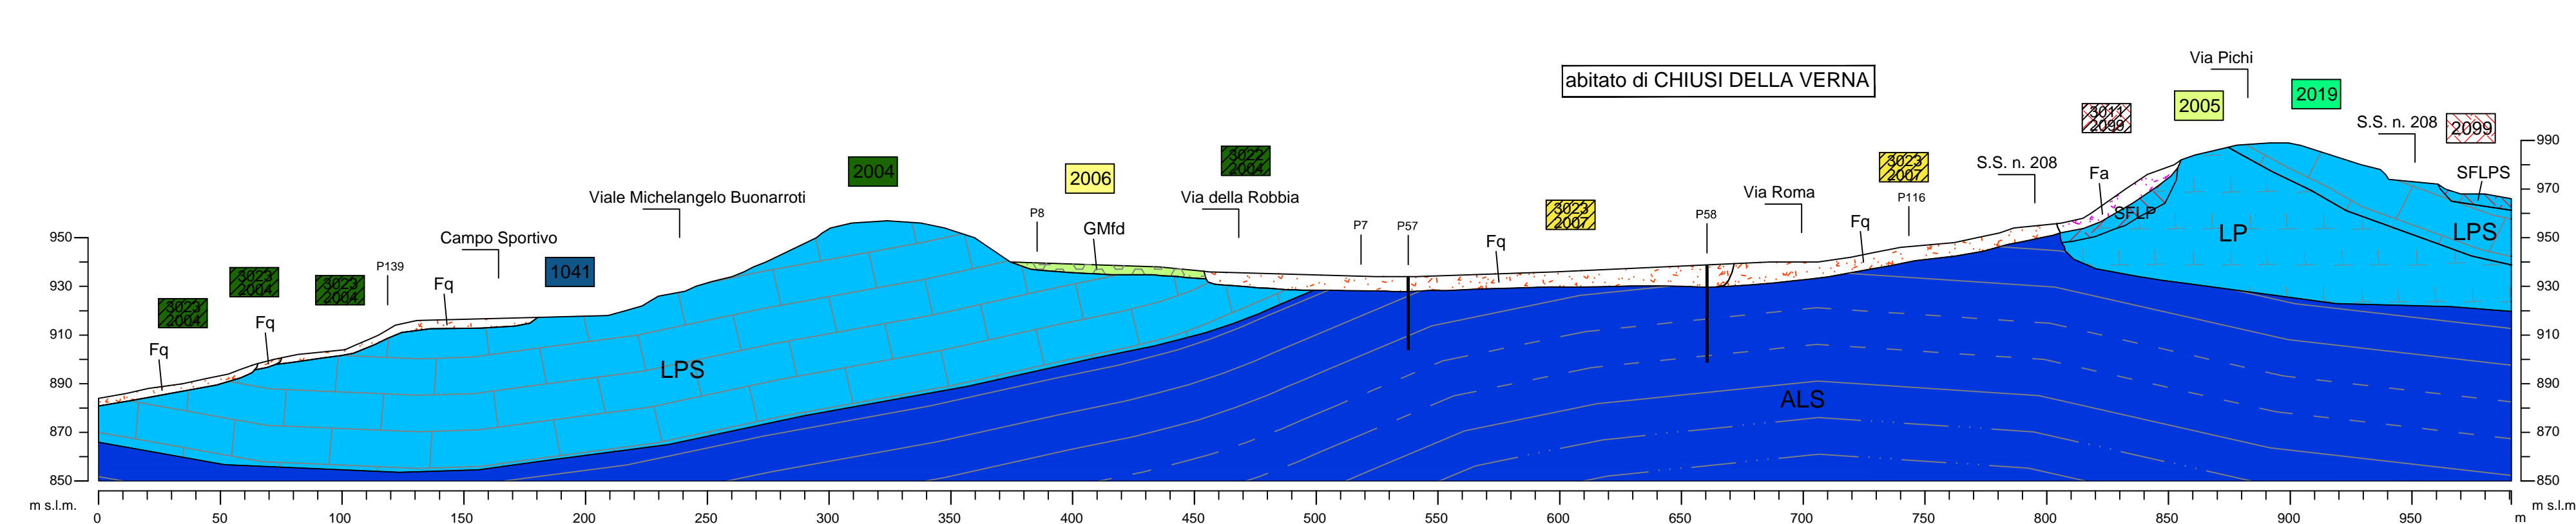 Via Pichi
abitato di CHIUSI DELLA VERNA
2005
2019
3011
2099
S.S. n. 208
2099
990
3022
2004
3023
2007
S.S. n. 208
2004
2006
Fa
SFLPS
970
970
Viale Michelangelo Buonarroti
Via della Robbia
Via Roma
P116
3023
2007
P8
GMfd
P7
P57
Fq
P58
Fq
SFLP
LP
LPS
950
Campo Sportivo
950
950
P139
1041
3023
2004
3023
2004
Fq
930
930
3023
2004
Fq
Fq
910
910
LPS
890
890
ALS
870
870
850
850
m s.l.m.
0
50
100
150
200
250
300
350
400
450
500
550
600
650
700
750
800
850
900
950
m
m s.l.m